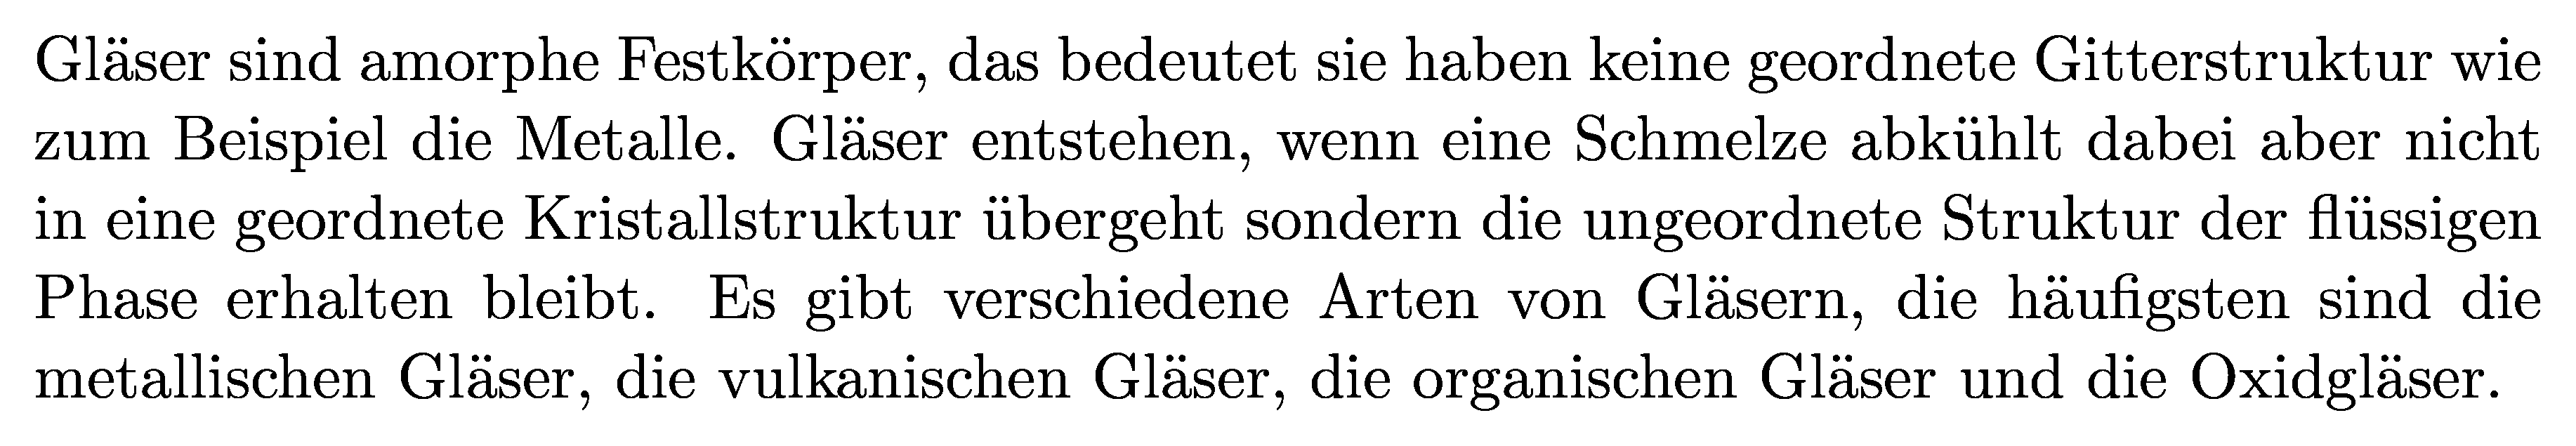 Gläser sind amorphe Festkörper, das bedeutet sie haben keine geordnete Gitterstruktur wie
zum Beispiel die Metalle. Gläser entstehen, wenn eine Schmelze abkühlt dabei aber nicht
in eine geordnete Kristallstruktur übergeht sondern die ungeordnete Struktur der flüssigen
Phase erhalten bleibt. Es gibt verschiedene Arten von Gläsern, die häufigsten sind die
metallischen Gläser, die vulkanischen Gläser, die organischen Gläser und die Oxidgläser.